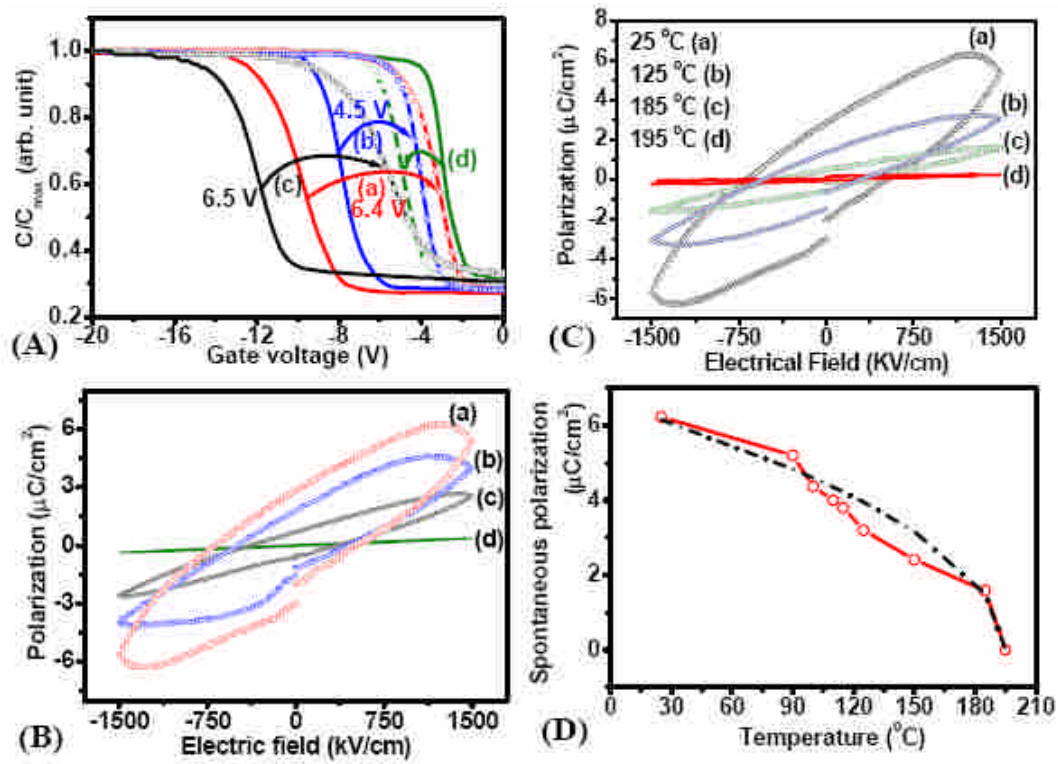 C/Cmax (arb. unit)
1.0
0.8
0.6
0.4
0.2
4.5 V
(b)
(d)
(c)
(a)
6.5 V
6.4 V
-20 -16 -12 -8 -4 0
Gate voltage (V)
(A)
Polarization (μC/cm²)
8
6
4
2
0
-2
-4
-6
25 °C (a)
125 °C (b)
185 °C (c)
195 °C (d)
(a)
(b)
(c)
(d)
-1500 -750 0 750 1500
Electrical Field (KV/cm)
(C)
Polarization (μC/cm²)
6
3
0
-3
-6
(a)
(b)
(c)
(d)
-1500 -750 0 750 1500
Electric field (kV/cm)
(B)
Spontaneous polarization
(μC/cm²)
6
4
2
0
0 30 60 90 120 150 180 210
Temperature (°C)
(D)